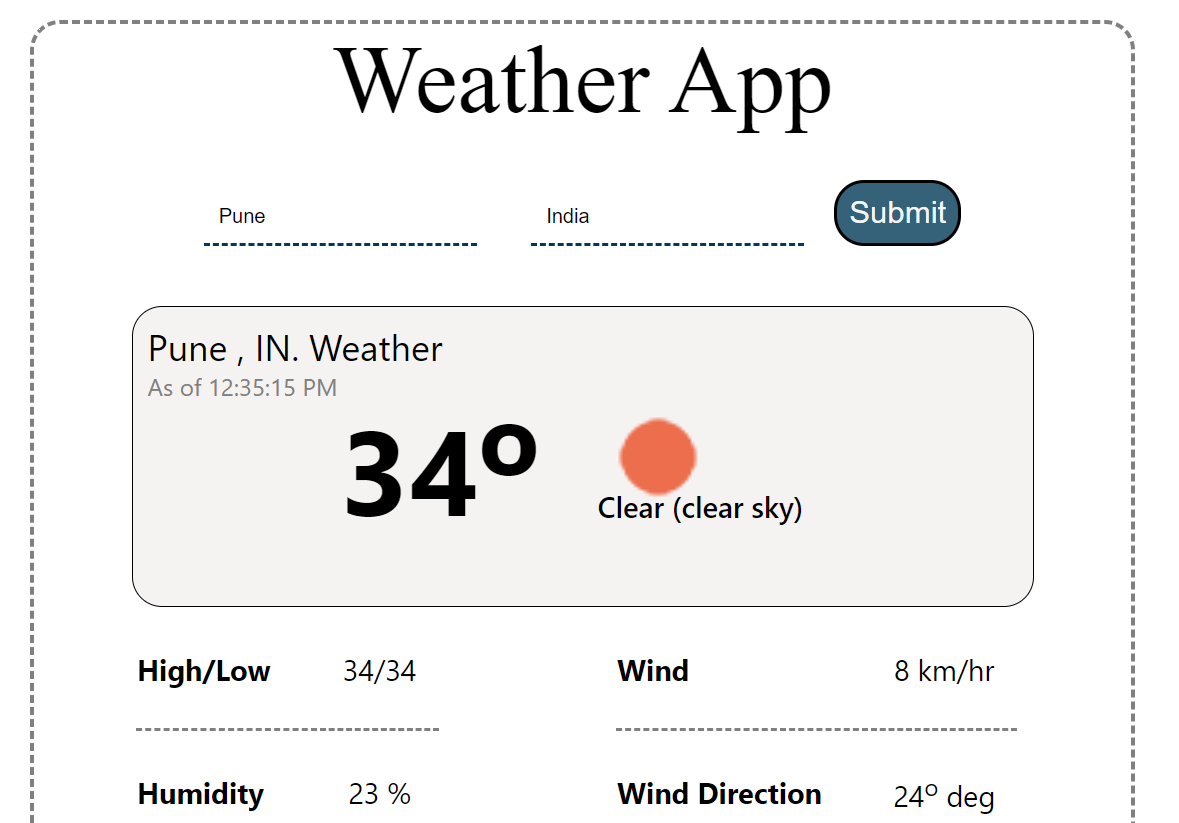 Weather App
Pune India Submit
Pune , IN. Weather
As of 12:35:15 PM
34º
Clear (clear sky)
High/Low 34/34 Wind 8 km/hr
Humidity 23 % Wind Direction 24º deg